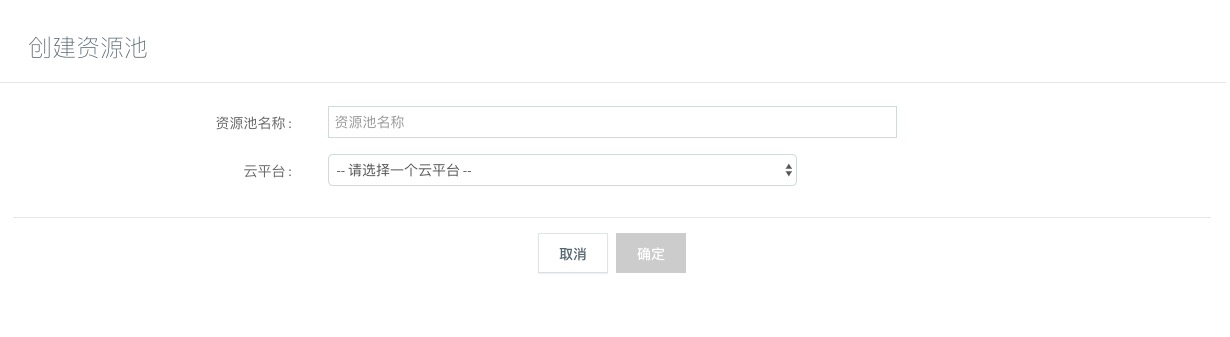 创建资源池
资源池名称 : 资源池名称
云平台 : -- 请选择一个云平台 --
取消 确定